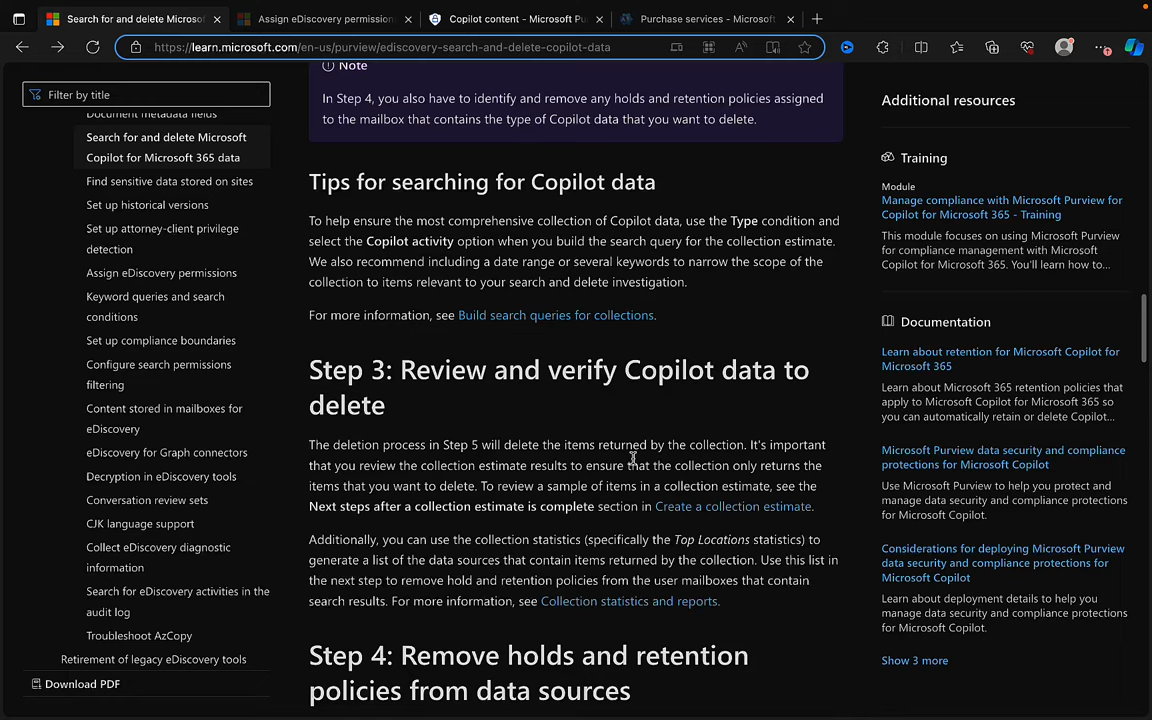 Search for and delete Microso
Assign eDiscovery permission
Copilot content - Microsoft Pu
Purchase services - Microsoft
https://learn.microsoft.com/en-us/purview/ediscovery-search-and-delete-copilot-data
Filter by title
Document metadata fields
Search for and delete Microsoft
Copilot for Microsoft 365 data
Find sensitive data stored on sites
Set up historical versions
Set up attorney-client privilege
detection
Assign eDiscovery permissions
Keyword queries and search
conditions
Set up compliance boundaries
Configure search permissions
filtering
Content stored in mailboxes for
eDiscovery
eDiscovery for Graph connectors
Decryption in eDiscovery tools
Conversation review sets
CJK language support
Collect eDiscovery diagnostic
information
Search for eDiscovery activities in the
audit log
Troubleshoot AzCopy
Retirement of legacy eDiscovery tools
Download PDF
Note
In Step 4, you also have to identify and remove any holds and retention policies assigned
to the mailbox that contains the type of Copilot data that you want to delete.
Tips for searching for Copilot data
To help ensure the most comprehensive collection of Copilot data, use the Type condition and
select the Copilot activity option when you build the search query for the collection estimate.
We also recommend including a date range or several keywords to narrow the scope of the
collection to items relevant to your search and delete investigation.
For more information, see Build search queries for collections.
Step 3: Review and verify Copilot data to
delete
The deletion process in Step 5 will delete the items returned by the collection. It's important
that you review the collection estimate results to ensure that the collection only returns the
items that you want to delete. To review a sample of items in a collection estimate, see the
Next steps after a collection estimate is complete section in Create a collection estimate.
Additionally, you can use the collection statistics (specifically the Top Locations statistics) to
generate a list of the data sources that contain items returned by the collection. Use this list in
the next step to remove hold and retention policies from the user mailboxes that contain
search results. For more information, see Collection statistics and reports.
Step 4: Remove holds and retention
policies from data sources
Additional resources
Training
Module
Manage compliance with Microsoft Purview for
Copilot for Microsoft 365 - Training
This module focuses on using Microsoft Purview
for compliance management with Microsoft
Copilot for Microsoft 365. You'll learn how to...
Documentation
Learn about retention for Microsoft Copilot for
Microsoft 365
Learn about Microsoft 365 retention policies that
apply to Microsoft Copilot for Microsoft 365 so
you can automatically retain or delete Copilot...
Microsoft Purview data security and compliance
protections for Microsoft Copilot
Use Microsoft Purview to help you protect and
manage data security and compliance protections
for Microsoft Copilot.
Considerations for deploying Microsoft Purview
data security and compliance protections for
Microsoft Copilot
Learn about deployment details to help you
manage data security and compliance protections
for Microsoft Copilot.
Show 3 more